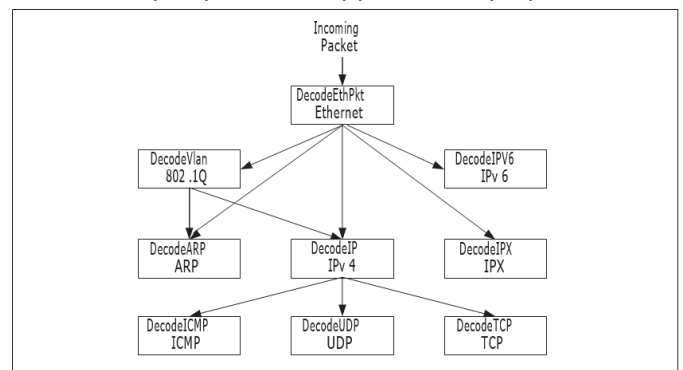 Incoming
Packet
DecodeEthPkt
Ethernet
DecodeVlan
802 .1Q
DecodeIPV6
IPv 6
DecodeARP
ARP
DecodeIP
IPv 4
DecodeIPX
IPX
DecodeICMP
ICMP
DecodeUDP
UDP
DecodeTCP
TCP